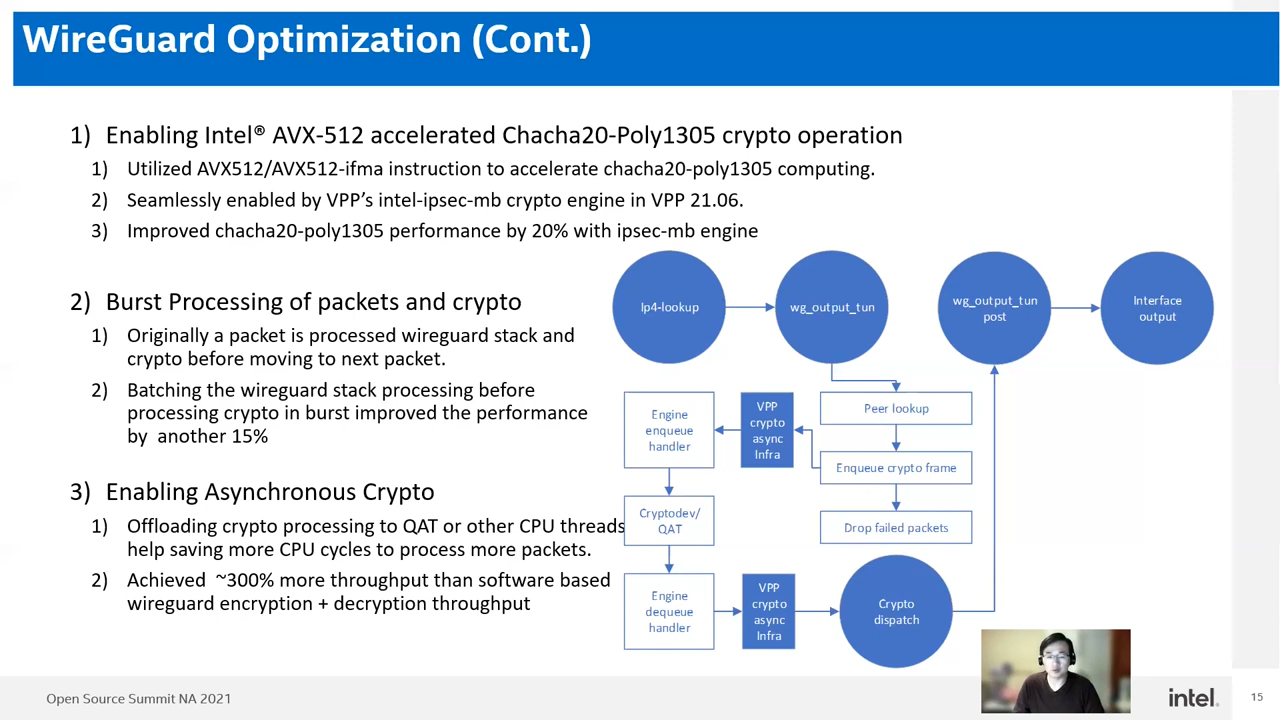 WireGuard Optimization (Cont.)
1) Enabling Intel® AVX-512 accelerated Chacha20-Poly1305 crypto operation
1) Utilized AVX512/AVX512-ifma instruction to accelerate chacha20-poly1305 computing.
2) Seamlessly enabled by VPP's intel-ipsec-mb crypto engine in VPP 21.06.
3) Improved chacha20-poly1305 performance by 20% with ipsec-mb engine
2) Burst Processing of packets and crypto
1) Originally a packet is processed wireguard stack and
crypto before moving to next packet.
2) Batching the wireguard stack processing before
processing crypto in burst improved the performance
by another 15%
3) Enabling Asynchronous Crypto
1) Offloading crypto processing to QAT or other CPU threads
help saving more CPU cycles to process more packets.
2) Achieved ~300% more throughput than software based
wireguard encryption + decryption throughput
Ip4-lookup
wg_output_tun
wg_output_tun
post
Interface
output
Peer lookup
Enqueue crypto frame
Drop failed packets
VPP
crypto
async
Infra
Engine
enqueue
handler
Cryptodev/
QAT
Engine
dequeue
handler
VPP
crypto
async
Infra
Crypto
dispatch
Open Source Summit NA 2021
intel.
15